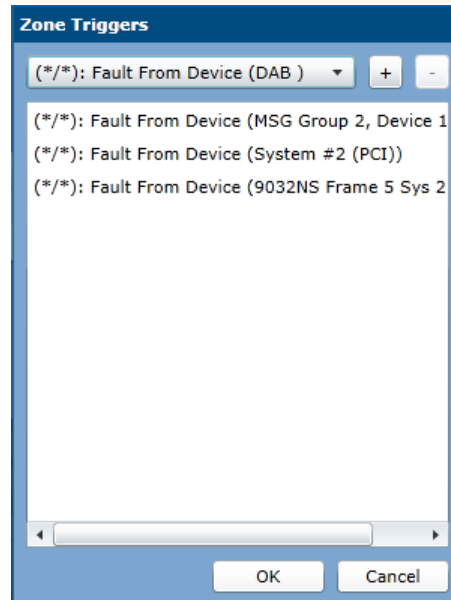 Zone Triggers
(*/*): Fault From Device (DAB )
+
-
(*/*): Fault From Device (MSG Group 2, Device 1
(*/*): Fault From Device (System #2 (PCI))
(*/*): Fault From Device (9032NS Frame 5 Sys 2
OK
Cancel